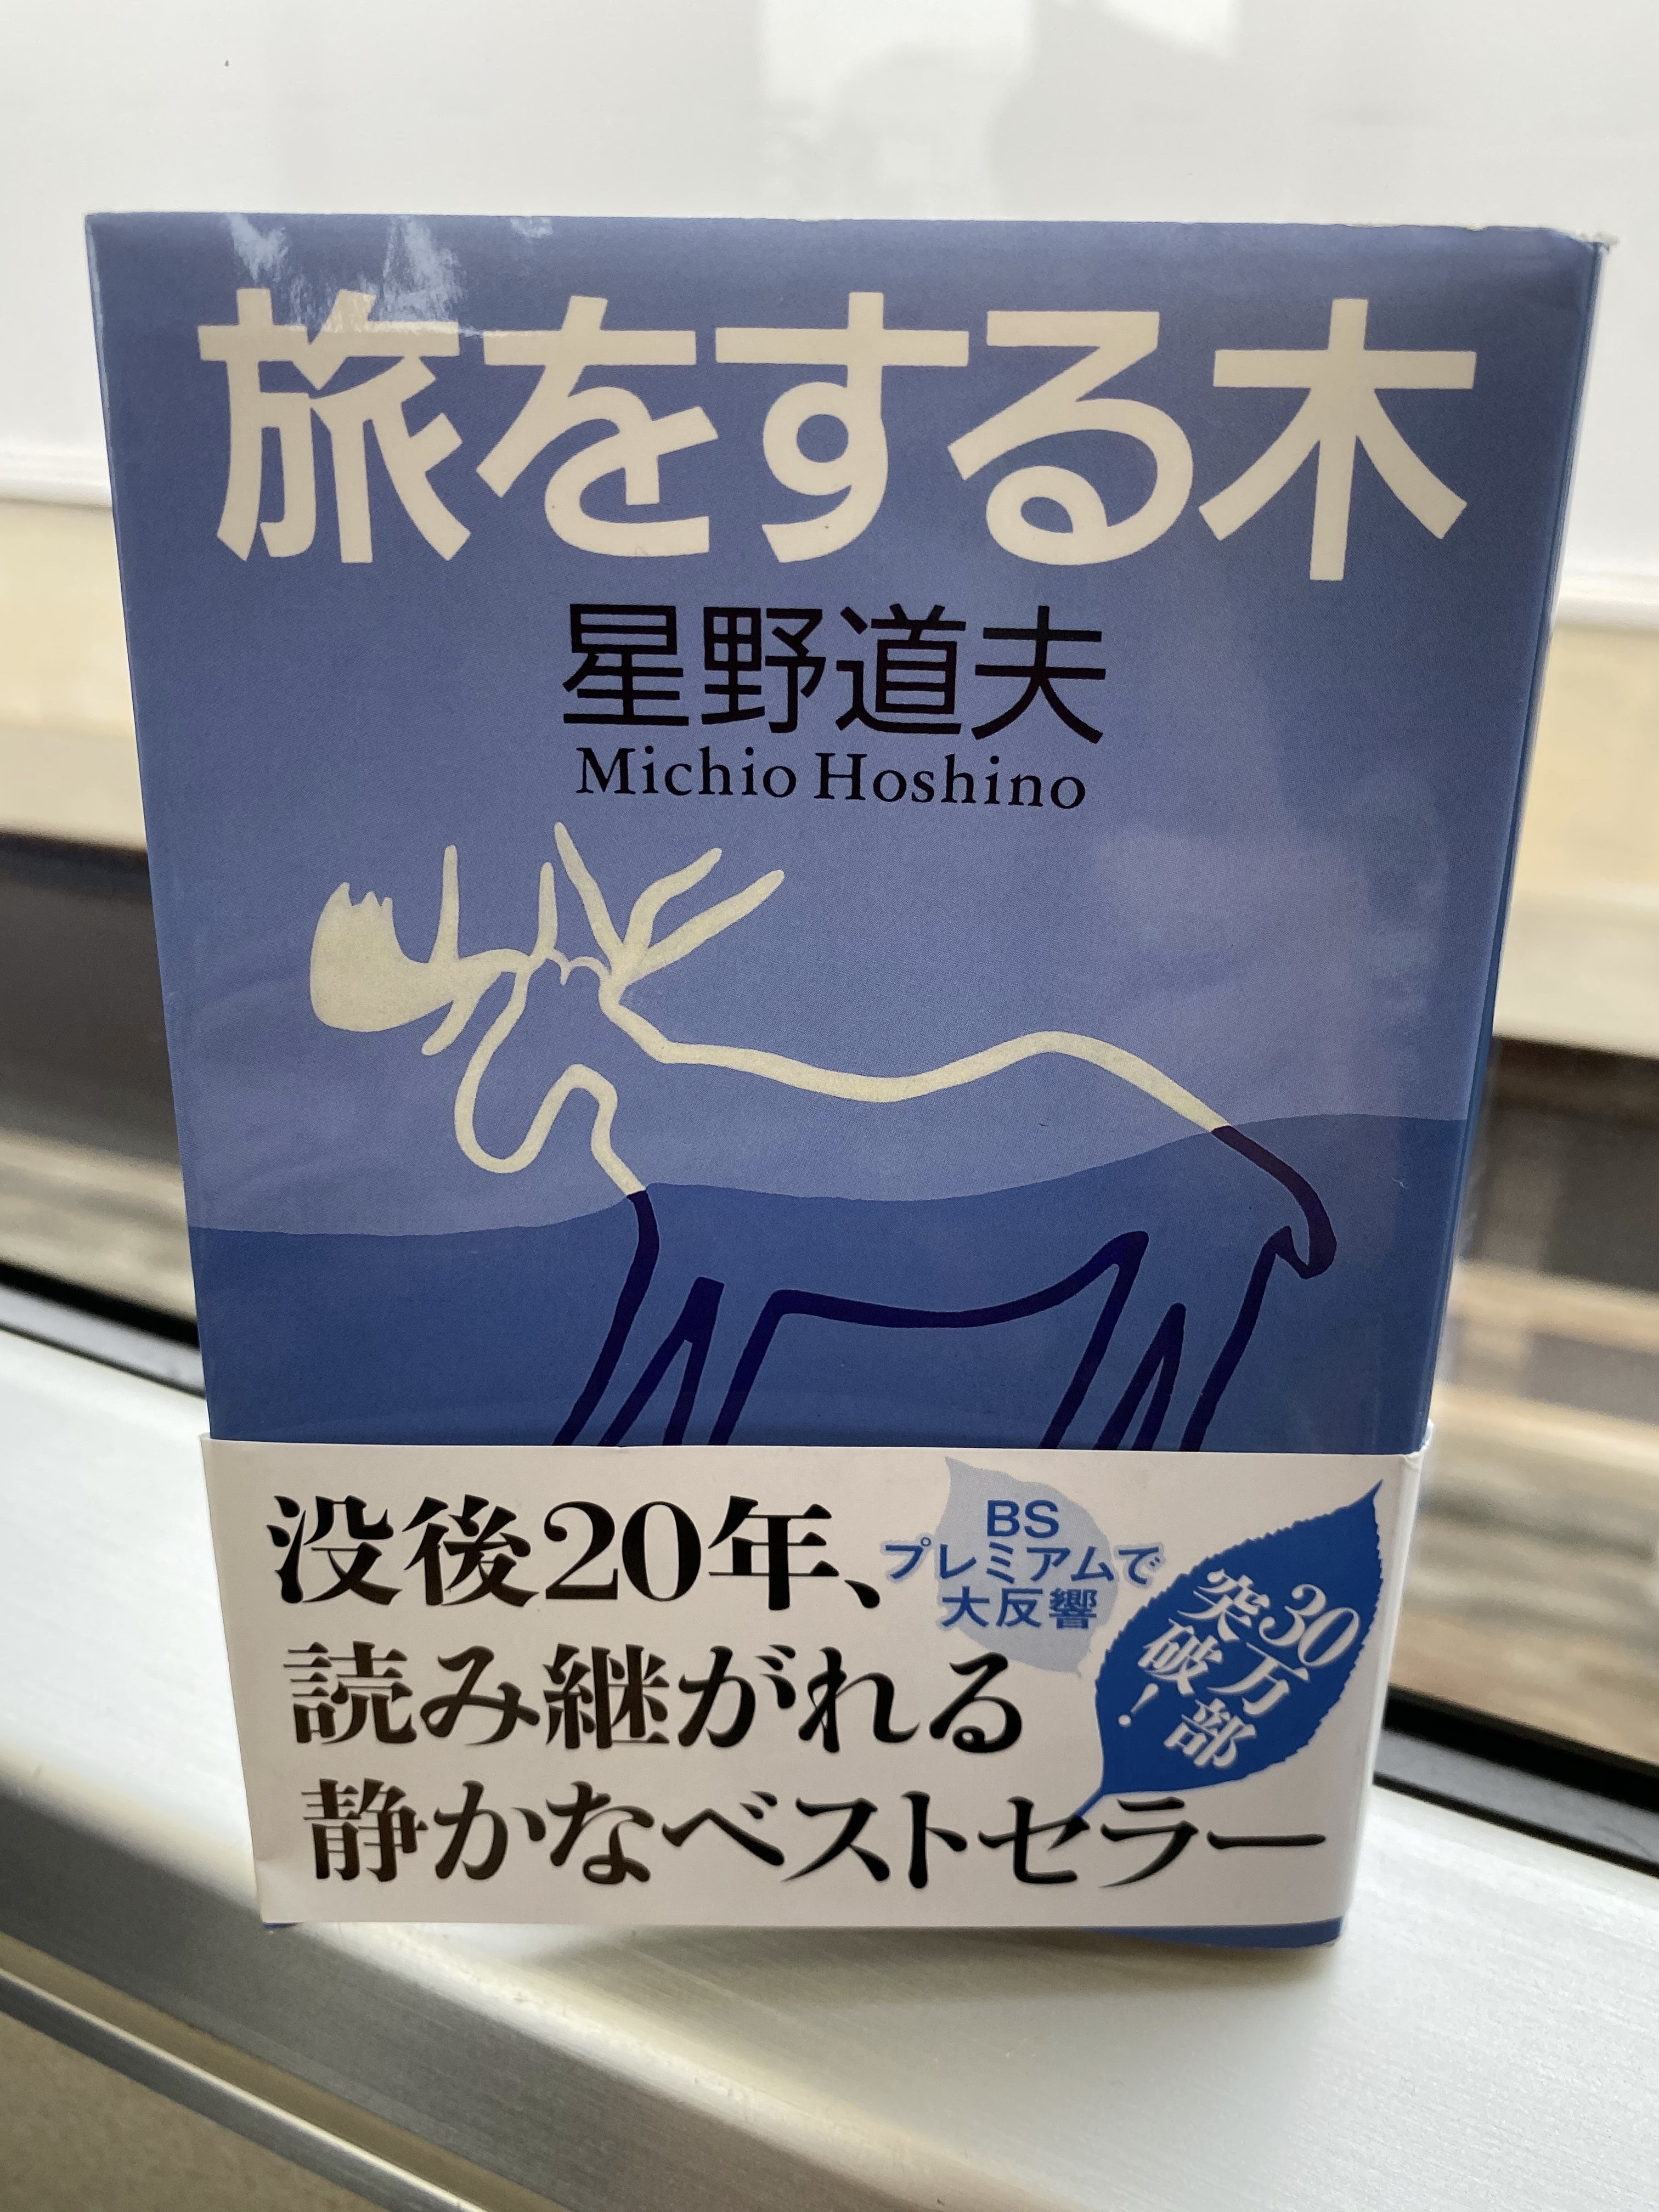 旅をする木
星野道夫
Michio Hoshino
没後20年、
読み継がれる
静かなベストセラー
BS
プレミアムで
大反響
30万部
突破!